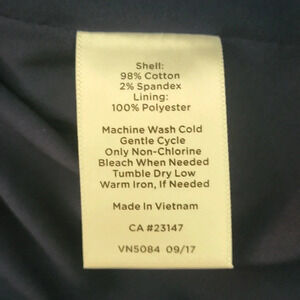 Shell:
98% Cotton
2% Spandex
Lining:
100% Polyester
Machine Wash Cold
Gentle Cycle
Only Non-Chlorine
Bleach When Needed
Tumble Dry Low
Warm Iron, If Needed
Made In Vietnam
CA #23147
VN5084 09/17